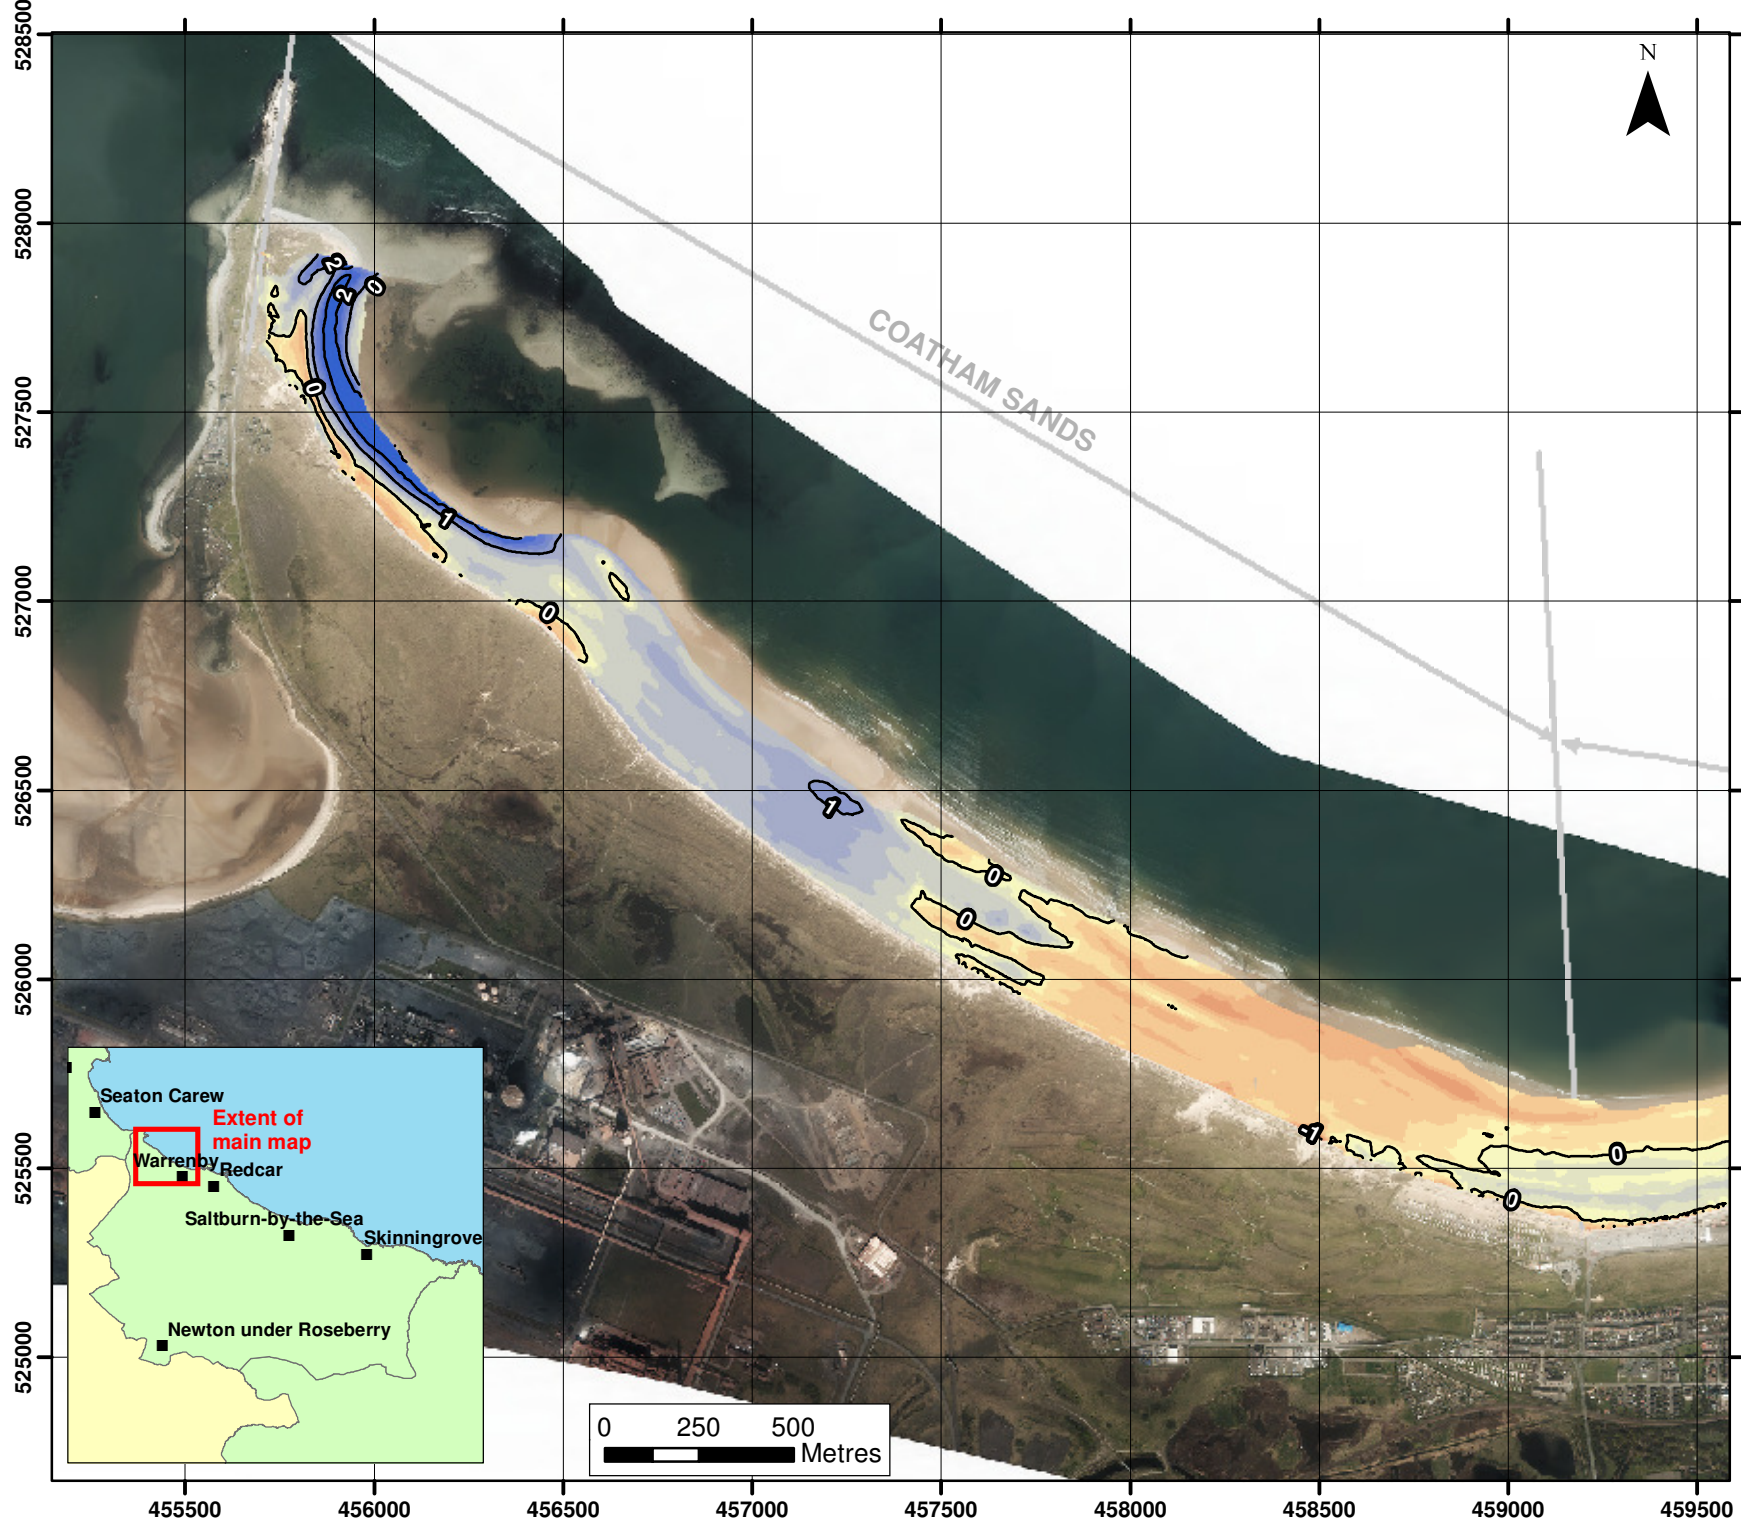 528500
528000
527500
527000
526500
526000
525500
525000
N
COATHAM SANDS
2
2
0
0
1
0
1
0
0
-1
0
0
Seaton Carew
Extent of
main map
Warrenby
Redcar
Saltburn-by-the-Sea
Skinningrove
Newton under Roseberry
0 250 500
Metres
455500 456000 456500 457000 457500 458000 458500 459000 459500